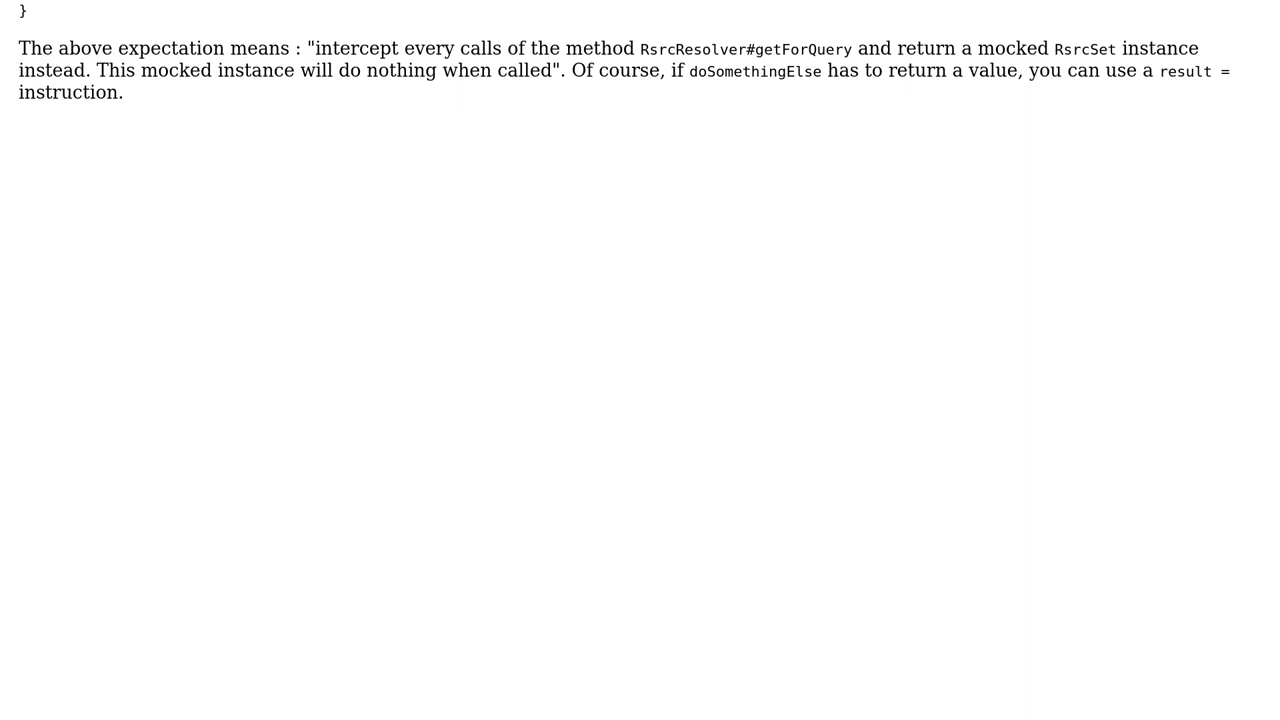 }
The above expectation means : "intercept every calls of the method RsrcResolver#getForQuery and return a mocked RsrcSet instance
instead. This mocked instance will do nothing when called". Of course, if doSomethingElse has to return a value, you can use a result =
instruction.